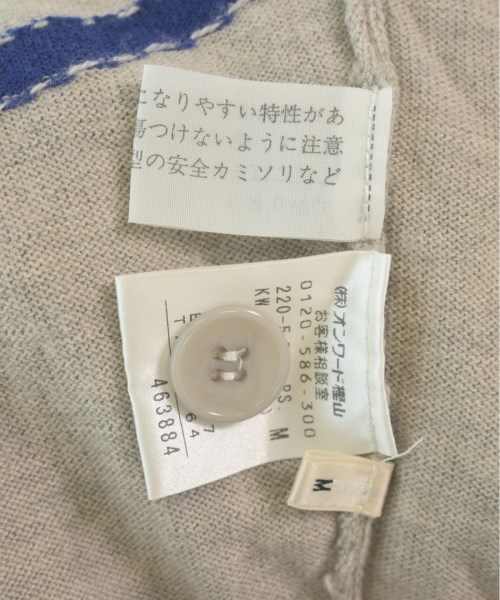 になりやすい特性があ
傷つけないように注意
型の安全カミソリなど
(株)オンワード樫山
お客様相談室
0120-586-300
220-5
PS: M
KW
463884
M